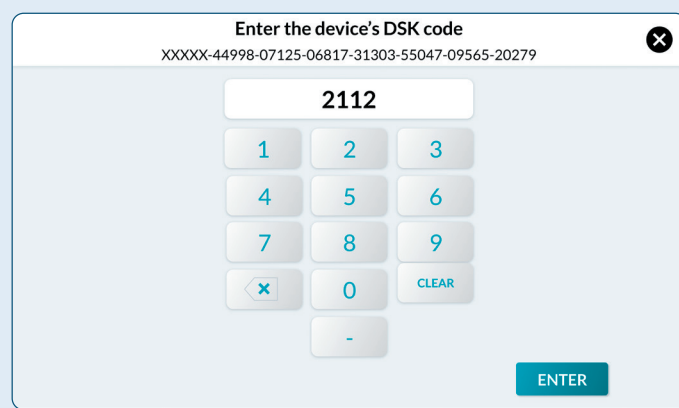 Enter the device’s DSK code
XXXXX-44998-07125-06817-31303-55047-09565-20279
2112
1 2 3
4 5 6
7 8 9
0 CLEAR
-
ENTER